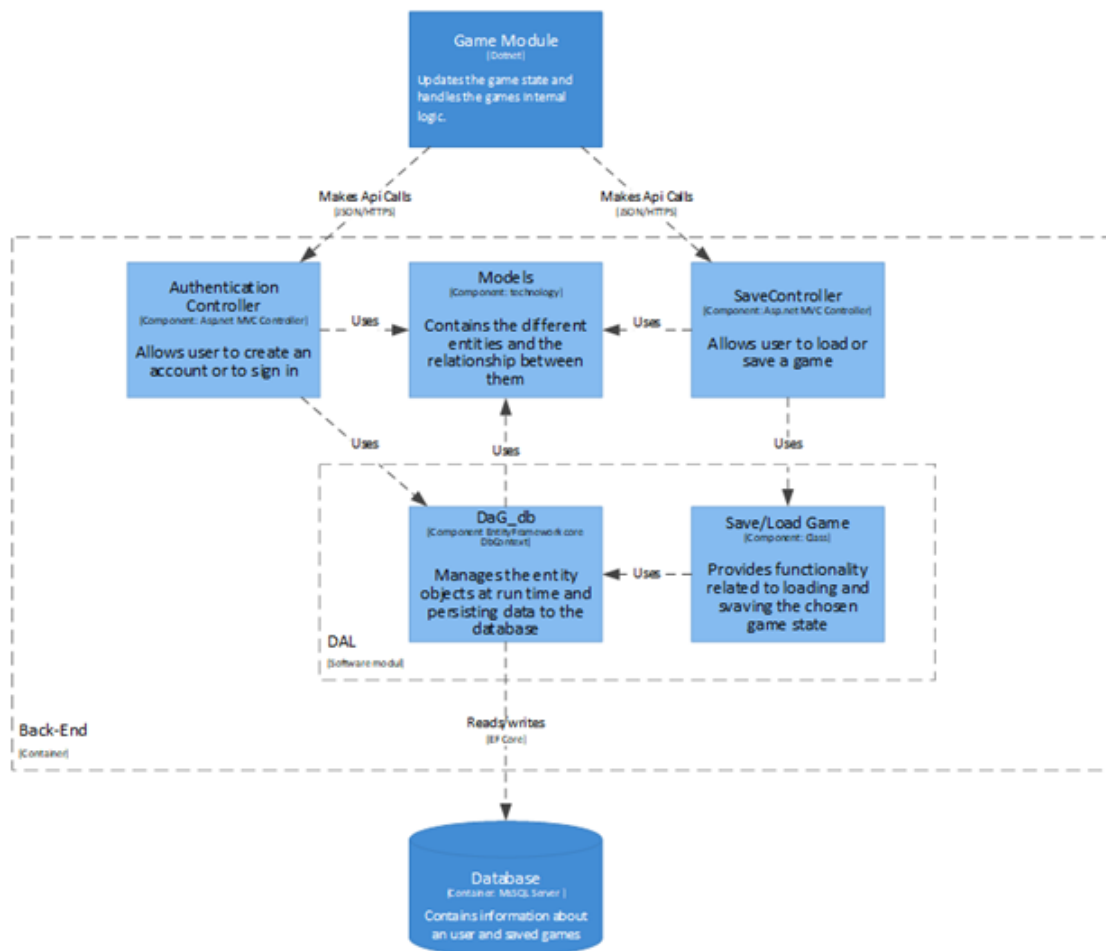 Game Module
[Dotnet]
Updates the game state and
handles the games internal
logic.
Makes Api Calls
[JSON/HTTPS]
Makes Api Calls
[JSON/HTTPS]
Authentication
Controller
[Component: Asp.net MVC Controller]
Allows user to create an
account or to sign in
Uses
Models
[Component: technology]
Contains the different
entities and the
relationship between
them
Uses
SaveController
[Component: Asp.net MVC Controller]
Allows user to load or
save a game
Uses
Uses
Uses
DaG_db
[Component EntityFramework core
DbContext]
Manages the entity
objects at run time and
persisting data to the
database
Uses
Save/Load Game
[Component: Class]
Provides functionality
related to loading and
svaving the chosen
game state
DAL
[Software modul]
Reads/writes
[EF Core]
Back-End
[Container]
Database
[Container: MsSQL Server ]
Contains information about
an user and saved games